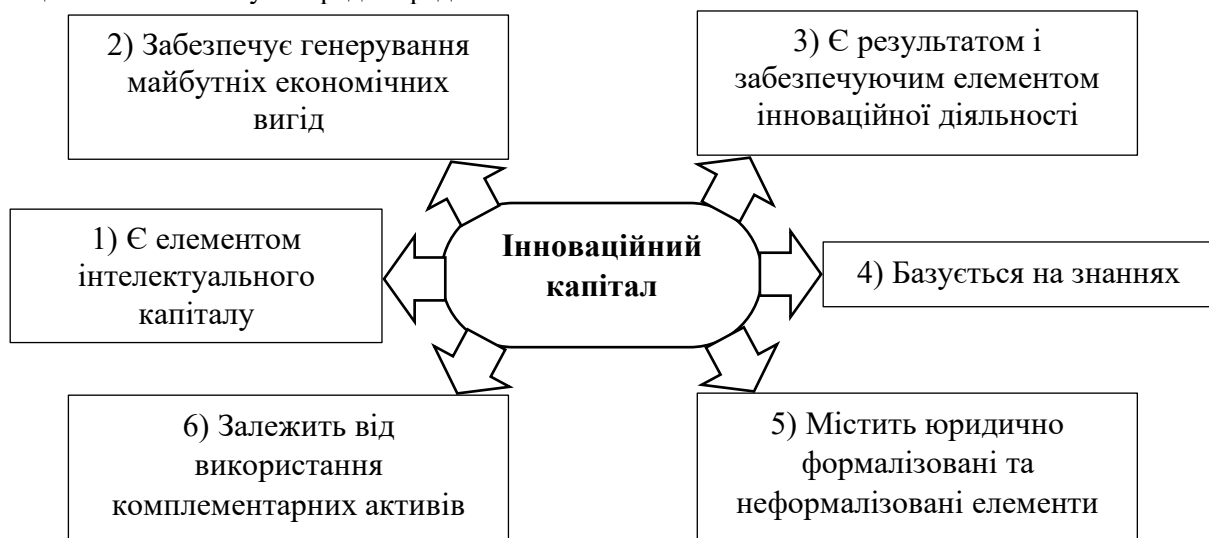 2) Забезпечує генерування
майбутніх економічних
вигід
3) Є результатом і
забезпечуючим елементом
інноваційної діяльності
1) Є елементом
інтелектуального
капіталу
Інноваційний
капітал
4) Базується на знаннях
6) Залежить від
використання
комплементарних активів
5) Містить юридично
формалізовані та
неформалізовані елементи